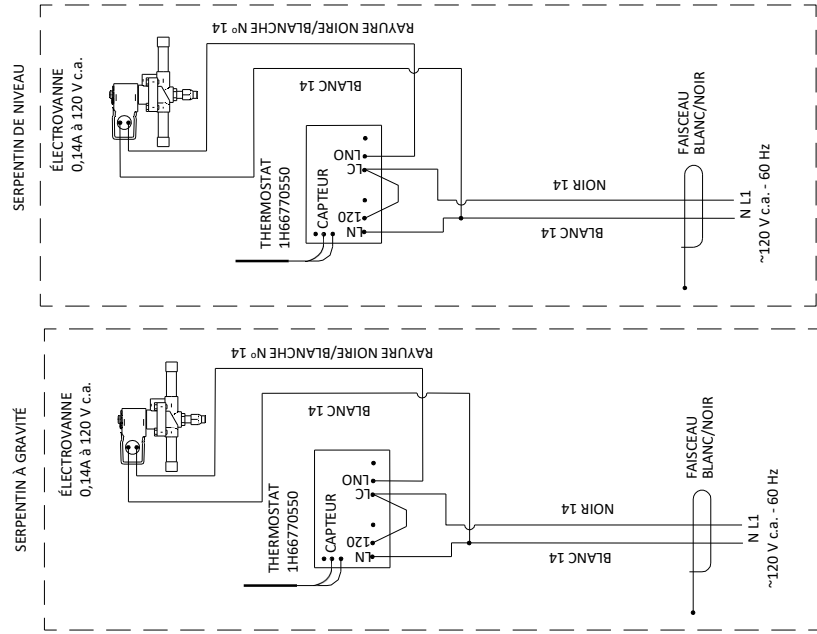 SERPENTIN DE NIVEAU
ÉLECTROVANNE
0,14A à 120 V c.a.
RAYURE NOIRE/BLANCHE Nº 14
BLANC 14
THERMOSTAT
1H66770550
CAPTEUR
LNO
LC
120
LN
NOIR 14
BLANC 14
FAISCEAU
BLANC/NOIR
N L1
~120 V c.a. - 60 Hz
SERPENTIN À GRAVITÉ
ÉLECTROVANNE
0,14A à 120 V c.a.
RAYURE NOIRE/BLANCHE Nº 14
BLANC 14
THERMOSTAT
1H66770550
CAPTEUR
LNO
LC
120
LN
NOIR 14
BLANC 14
FAISCEAU
BLANC/NOIR
N L1
~120 V c.a. - 60 Hz